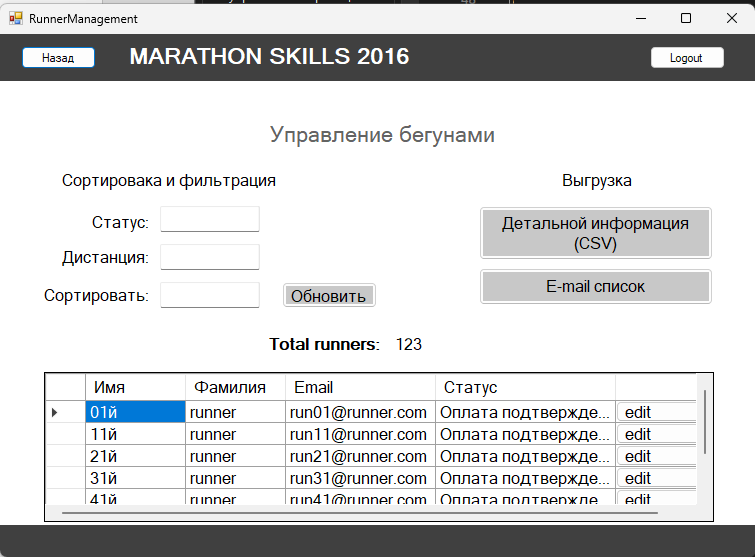 RunnerManagement
Назад
MARATHON SKILLS 2016
Logout
Управление бегунами
Сортировака и фильтрация
Выгрузка
Статус:
Детальной информация
(CSV)
Дистанция:
E-mail список
Сортировать:
Обновить
Total runners: 123
Имя Фамилия Email Статус
01й runner run01@runner.com Оплата подтвержде... edit
11й runner run11@runner.com Оплата подтвержде... edit
21й runner run21@runner.com Оплата подтвержде... edit
31й runner run31@runner.com Оплата подтвержде... edit
41й runner run41@runner.com Оплата подтвержде... edit